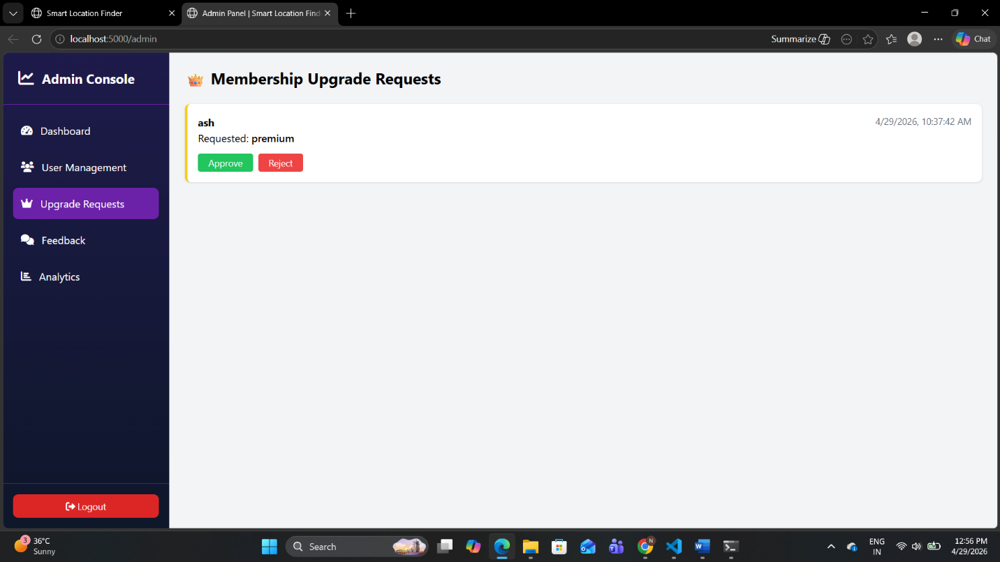 Smart Location Finder
Admin Panel | Smart Location Find
localhost:5000/admin
Summarize
Chat
Admin Console
Dashboard
User Management
Upgrade Requests
Feedback
Analytics
Logout
Membership Upgrade Requests
ash
4/29/2026, 10:37:42 AM
Requested: premium
Approve
Reject
3
36°C
Sunny
Search
N
ENG
IN
12:56 PM
4/29/2026